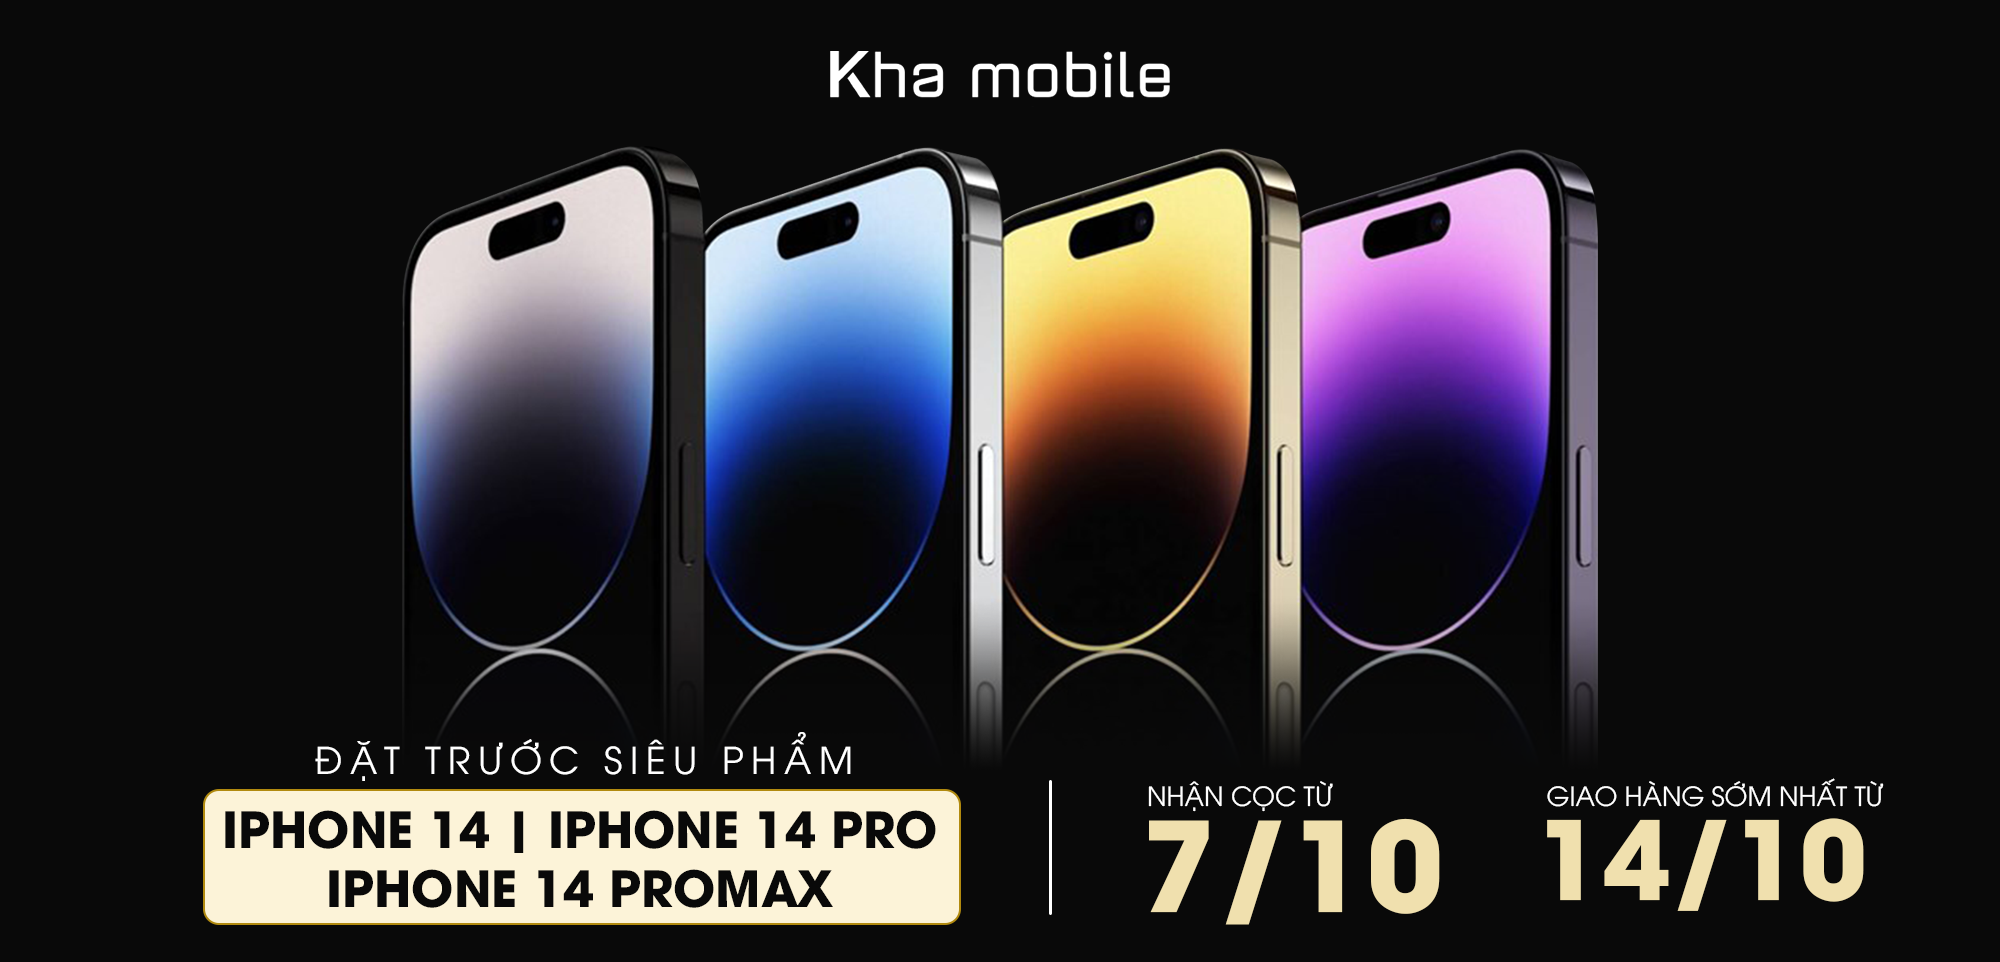 Kha mobile
ĐẶT TRƯỚC SIÊU PHẨM
IPHONE 14 | IPHONE 14 PRO
IPHONE 14 PROMAX
NHẬN CỌC TỪ
7/10
GIAO HÀNG SỚM NHẤT TỪ
14/10